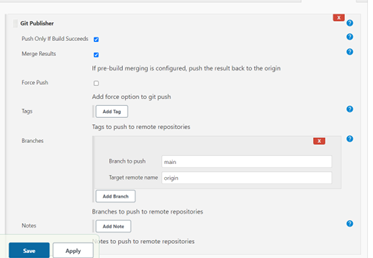 Git Publisher
X
?
Push Only If Build Succeeds
?
Merge Results
?
If pre-build merging is configured, push the result back to the origin
Force Push
?
Add force option to git push
Tags
Add Tag
?
Tags to push to remote repositories
Branches
X
?
Branch to push
main
Target remote name
origin
Add Branch
Branches to push to remote repositories
Notes
Add Note
?
otes to push to remote repositories
Save
Apply